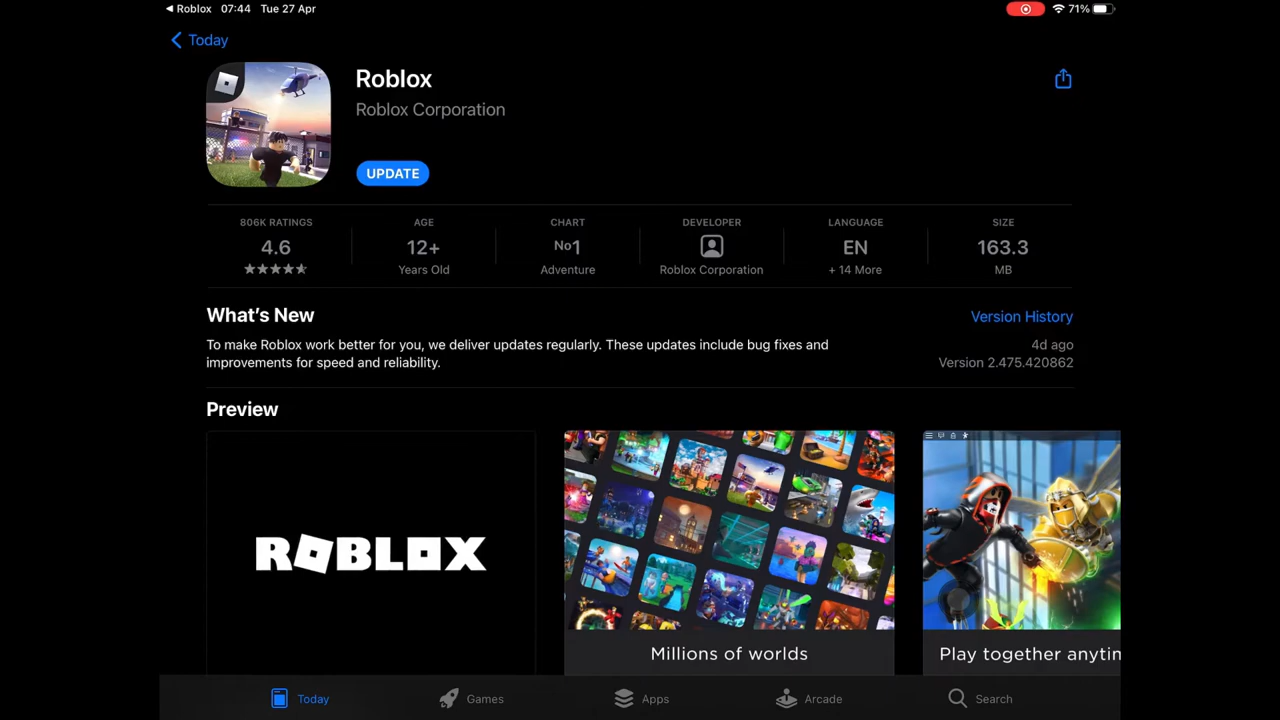 Roblox 07:44 Tue 27 Apr 71%
Today
Roblox
Roblox Corporation
UPDATE
806K RATINGS AGE CHART DEVELOPER LANGUAGE SIZE
4.6 12+ No1 EN 163.3
Years Old Adventure Roblox Corporation + 14 More MB
What's New Version History
To make Roblox work better for you, we deliver updates regularly. These updates include bug fixes and 4d ago
improvements for speed and reliability. Version 2.475.420862
Preview
ROBLOX
Millions of worlds Play together anytin
Today Games Apps Arcade Search